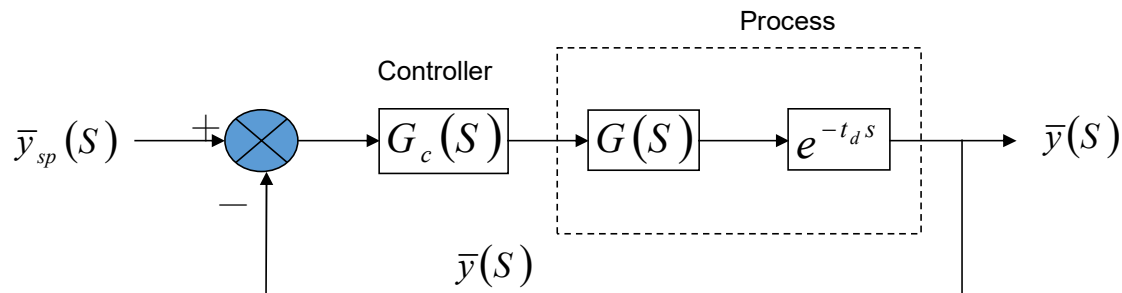 Process
Controller
ȳ_sp(S) + G_c(S) G(S) e^{-t_d s} ȳ(S)
−
ȳ(S)